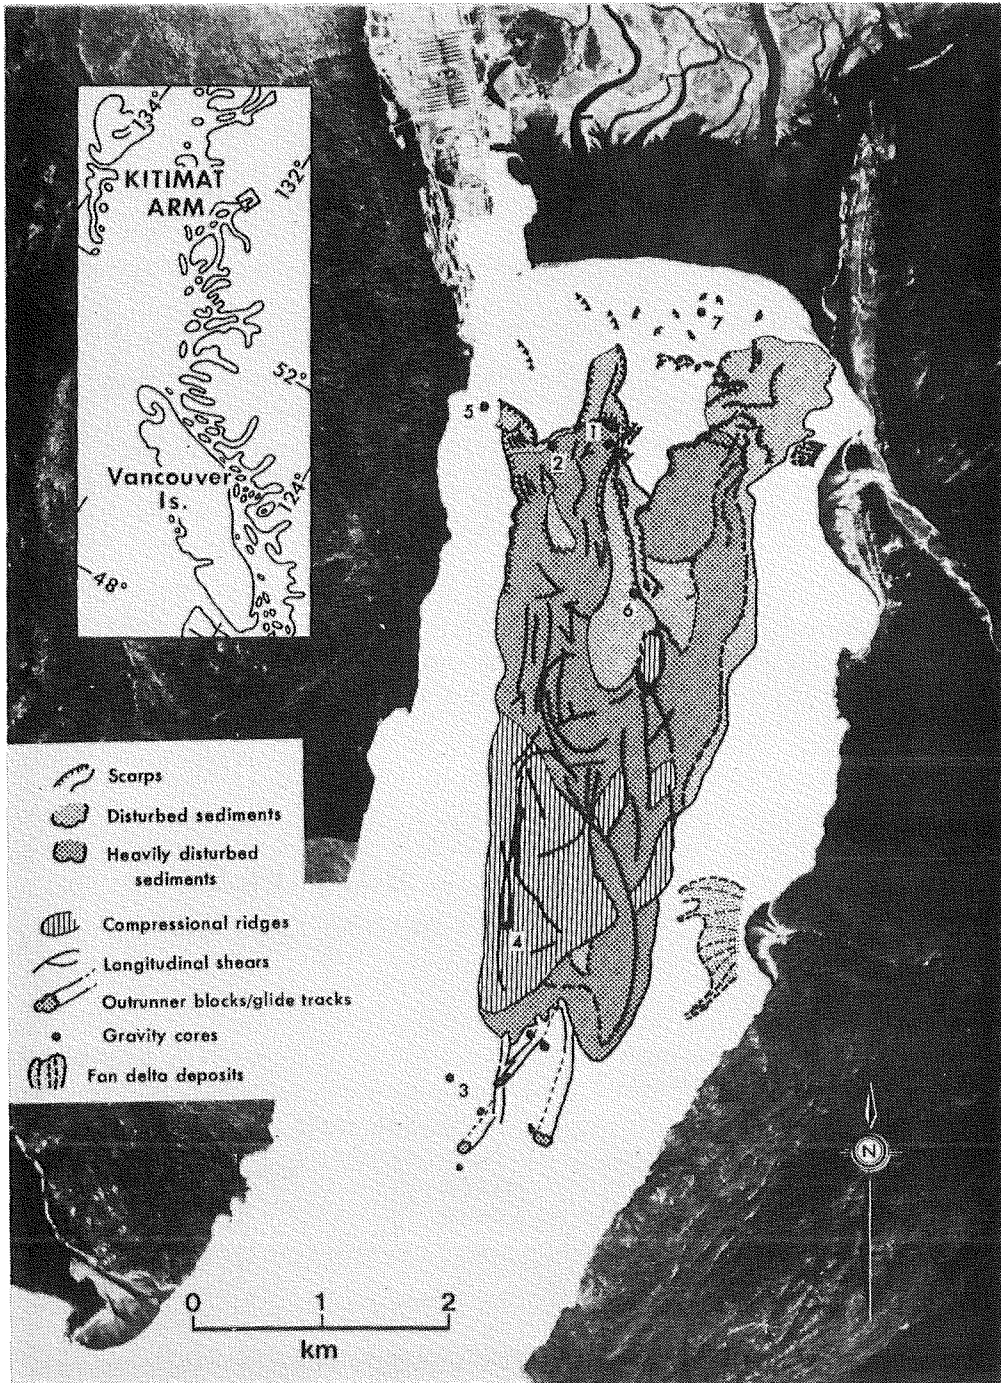 134°
KITIMAT
ARM
132°
52°
Vancouver
Is.
124°
48°
7
5
1
2
6
4
3
Scarps
Disturbed sediments
Heavily disturbed
sediments
Compressional ridges
Longitudinal shears
Outrunner blocks/glide tracks
Gravity cores
Fan delta deposits
N
0 1 2
km